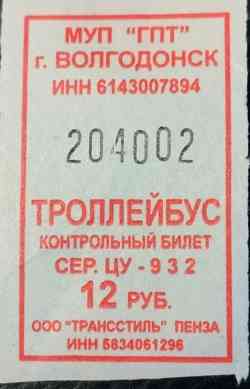 МУП "ГПТ"
г. ВОЛГОДОНСК
ИНН 6143007894
204002
ТРОЛЛЕЙБУС
КОНТРОЛЬНЫЙ БИЛЕТ
СЕР. ЦУ - 9 3 2
12 РУБ.
ООО "ТРАНССТИЛЬ" ПЕНЗА
ИНН 5834061296